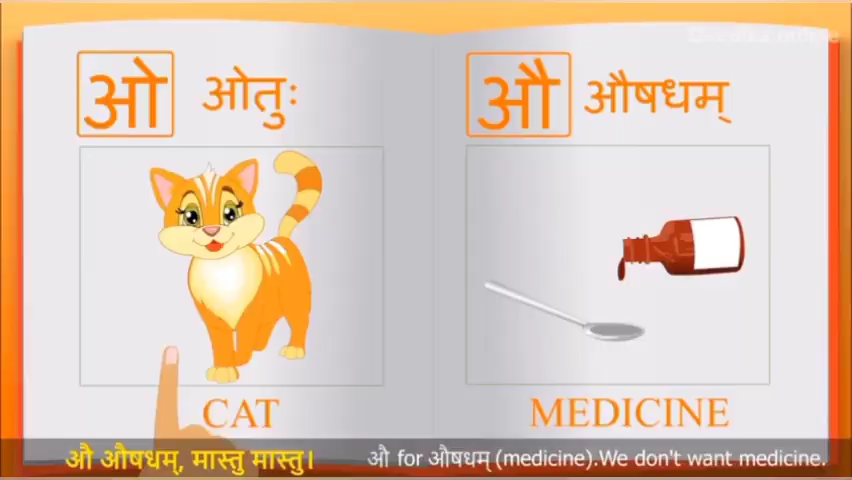 ओ ओतुः
CAT
औ औषधम्
MEDICINE
औ औषधम्, मास्तु मास्तु। औ for औषधम् (medicine).We don't want medicine.